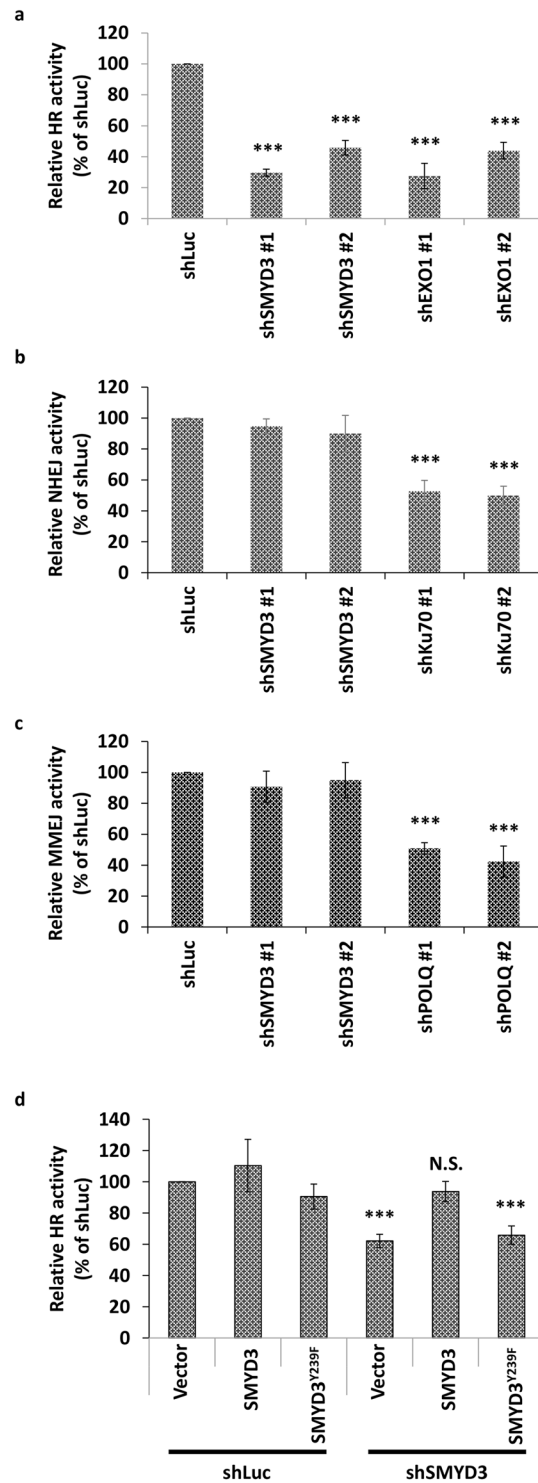 a
Relative HR activity
(% of shLuc)
120
100
80
60
40
20
0
***
***
***
***
shLuc
shSMYD3 #1
shSMYD3 #2
shEXO1 #1
shEXO1 #2
b
Relative NHEJ activity
(% of shLuc)
120
100
80
60
40
20
0
***
***
shLuc
shSMYD3 #1
shSMYD3 #2
shKu70 #1
shKu70 #2
c
Relative MMEJ activity
(% of shLuc)
120
100
80
60
40
20
0
***
***
shLuc
shSMYD3 #1
shSMYD3 #2
shPOLQ #1
shPOLQ #2
d
Relative HR activity
(% of shLuc)
140
120
100
80
60
40
20
0
***
N.S.
***
Vector
SMYD3
SMYD3Y239F
Vector
SMYD3
SMYD3Y239F
shLuc
shSMYD3